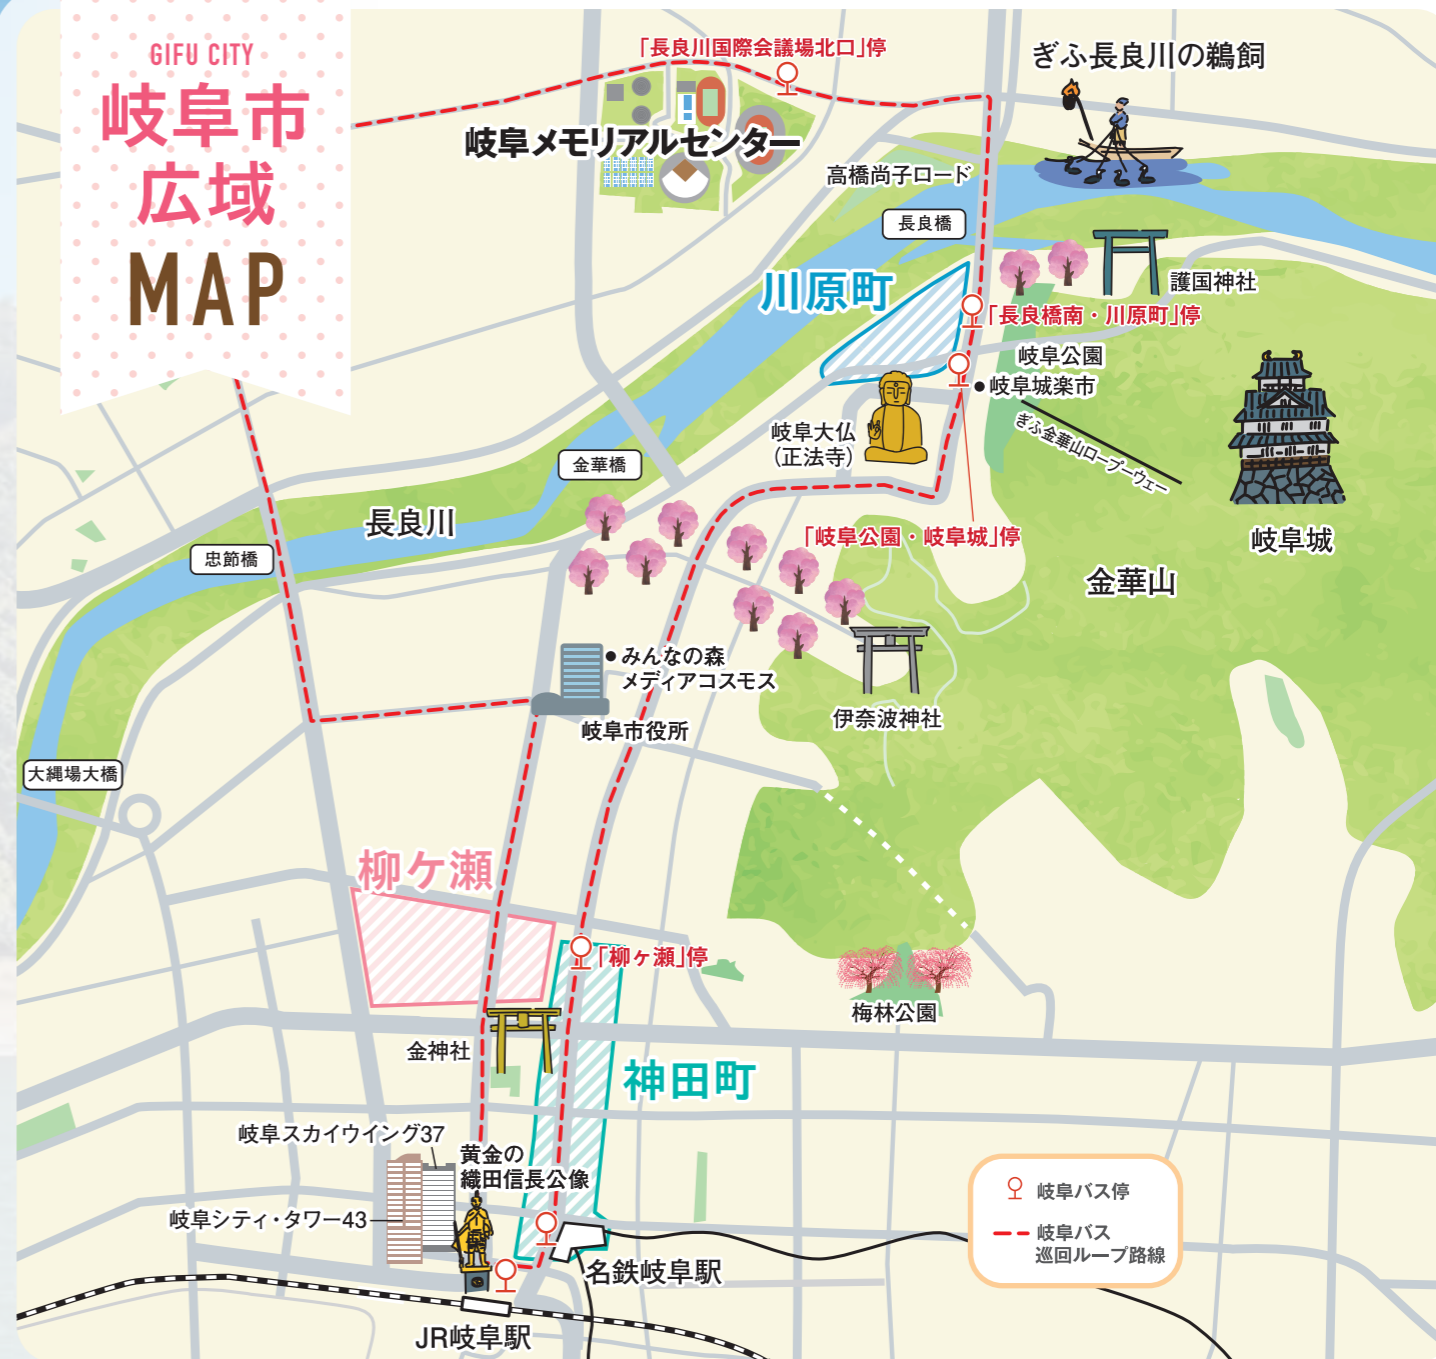 GIFU CITY
岐阜市
広域
MAP
「長良川国際会議場北口」停
ぎふ長良川の鵜飼
岐阜メモリアルセンター
高橋尚子ロード
長良橋
川原町
護国神社
「長良橋南・川原町」停
岐阜公園
岐阜城楽市
ぎふ金華山ロープーウェー
岐阜大仏
(正法寺)
金華橋
長良川
「岐阜公園・岐阜城」停
岐阜城
忠節橋
金華山
みんなの森
メディアコスモス
岐阜市役所
伊奈波神社
大縄場大橋
柳ケ瀬
「柳ヶ瀬」停
梅林公園
金神社
神田町
岐阜スカイウイング37
黄金の
織田信長公像
岐阜シティ・タワー43
名鉄岐阜駅
JR岐阜駅
岐阜バス停
岐阜バス
巡回ループ路線